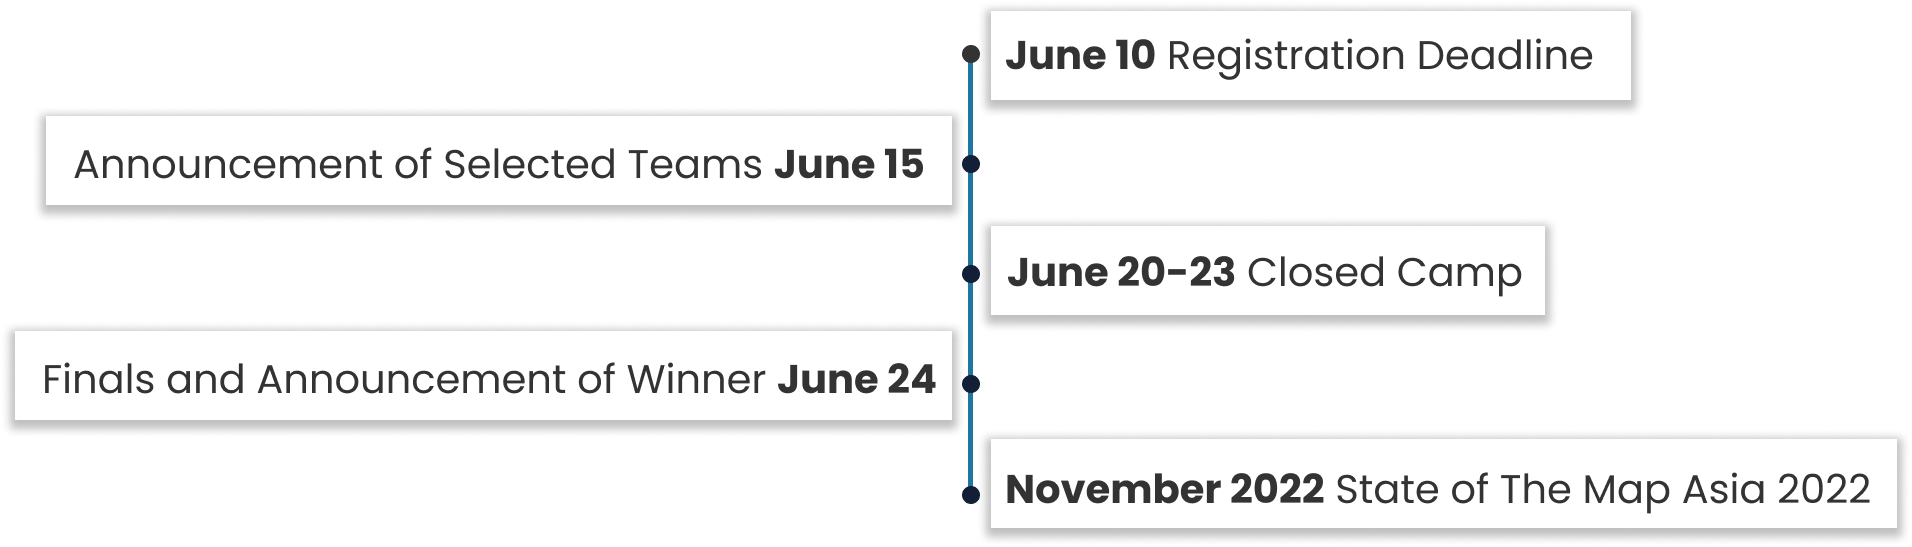 June 10 Registration Deadline
Announcement of Selected Teams June 15
June 20-23 Closed Camp
Finals and Announcement of Winner June 24
November 2022 State of The Map Asia 2022